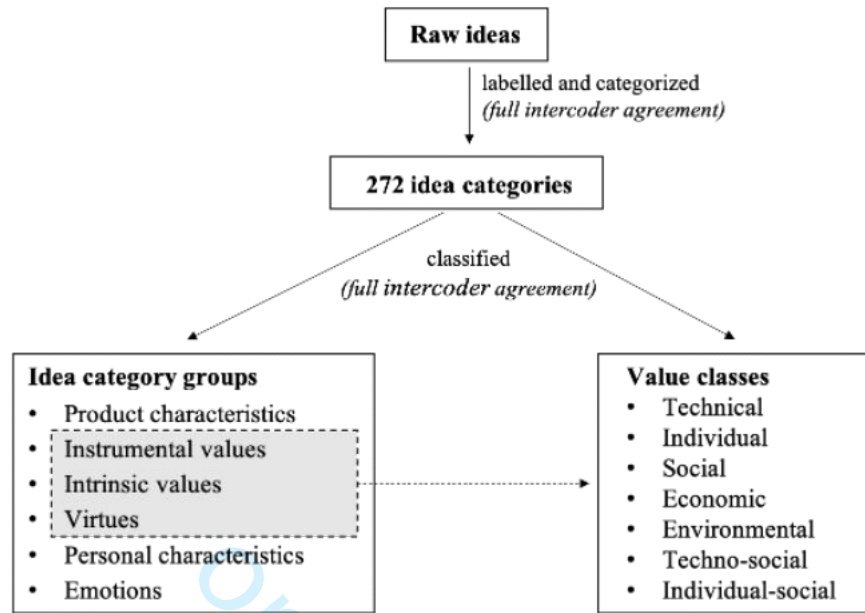 Raw ideas
labelled and categorized
(full intercoder agreement)
272 idea categories
classified
(full intercoder agreement)
Idea category groups
• Product characteristics
• Instrumental values
• Intrinsic values
• Virtues
• Personal characteristics
• Emotions
Value classes
• Technical
• Individual
• Social
• Economic
• Environmental
• Techno-social
• Individual-social